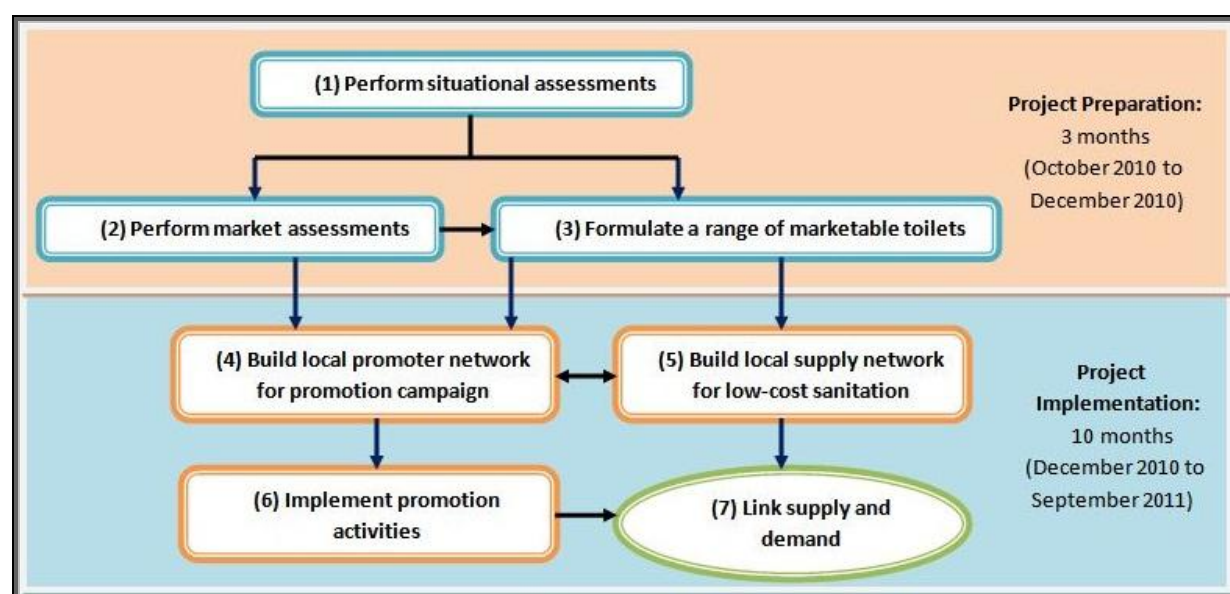 (1) Perform situational assessments
Project Preparation:
3 months
(October 2010 to
December 2010)
(2) Perform market assessments
(3) Formulate a range of marketable toilets
(4) Build local promoter network
for promotion campaign
(5) Build local supply network
for low-cost sanitation
Project
Implementation:
10 months
(December 2010 to
September 2011)
(6) Implement promotion
activities
(7) Link supply and
demand